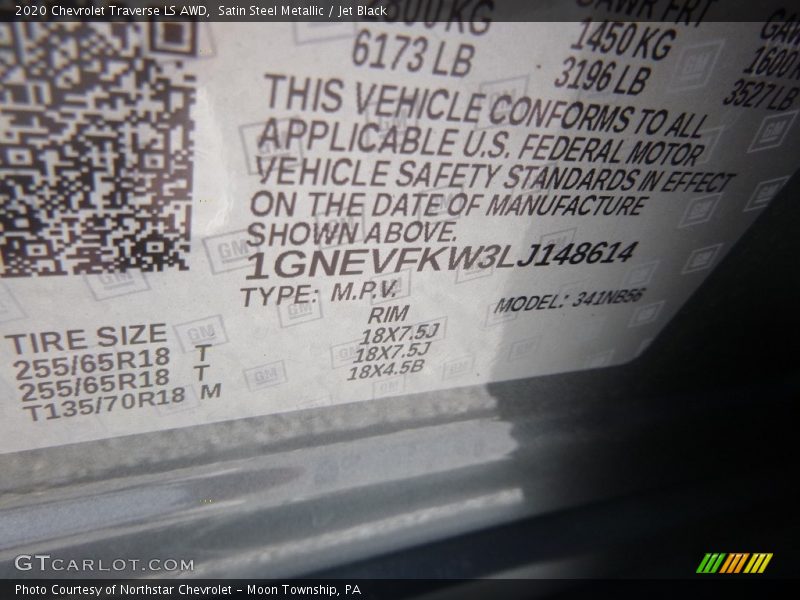 2020 Chevrolet Traverse LS AWD,  Satin Steel Metallic / Jet Black
6173 LB
GAWR FRT
1450 KG
3196 LB
3527 LB
THIS VEHICLE CONFORMS TO ALL
APPLICABLE U.S. FEDERAL MOTOR
VEHICLE SAFETY STANDARDS IN EFFECT
ON THE DATE OF MANUFACTURE
SHOWN ABOVE.
1GNEVFKW3LJ148614
TYPE: M.P.V.
MODEL: 341NB56
TIRE SIZE
RIM
255/65R18 T
18X7.5J
255/65R18 T
18X7.5J
T135/70R18 M
18X4.5B
GTCARLOT.COM
Photo Courtesy of Northstar Chevrolet – Moon Township, PA